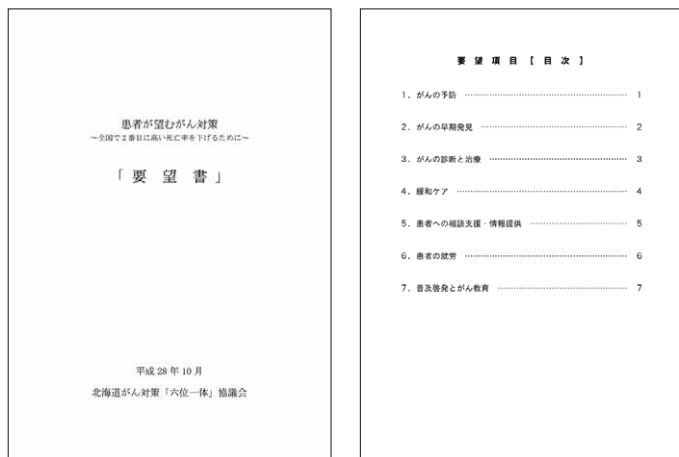 患者が望むがん対策
～全国で２番目に高い死亡率を下げるために～
「 要 望 書 」
平成 28 年 10 月
北海道がん対策「六位一体」協議会
要 望 項 目 【 目 次 】
１．がんの予防 ………………………………………… 1
２．がんの早期発見 ………………………………………… 2
３．がんの診断と治療 ………………………………………… 3
４．緩和ケア ………………………………………… 4
５．患者への相談支援・情報提供 ………………………………………… 5
６．患者の就労 ………………………………………… 6
７．普及啓発とがん教育 ………………………………………… 7